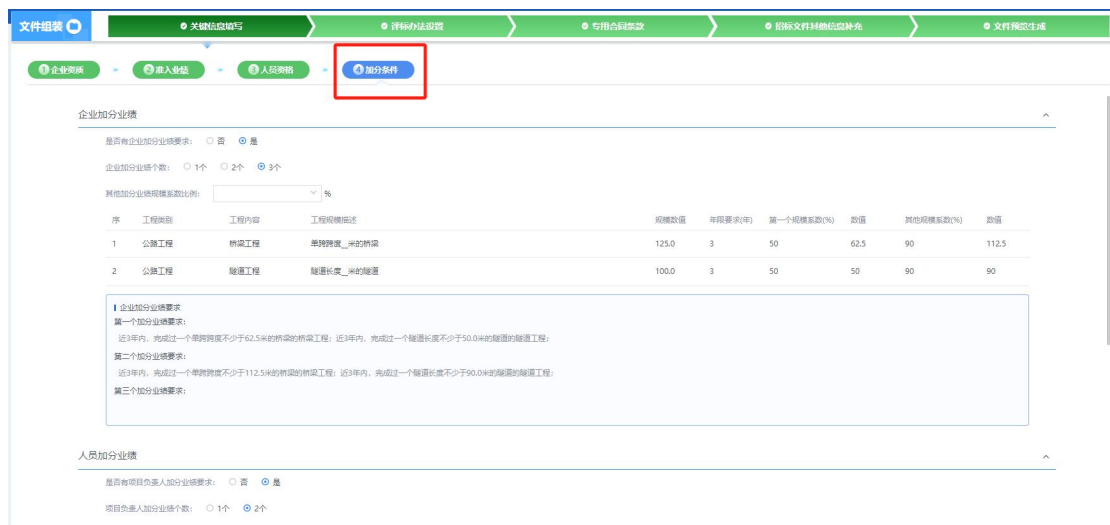 文件组装 关键信息填写 评标办法设置 专用合同条款 招标文件其他信息补充 文件预览生成
1 企业资质 2 准入业绩 3 人员资格 4 加分条件
企业加分业绩
是否有企业加分业绩要求: 否 是
企业加分业绩个数: 1个 2个 3个
其他加分业绩规模系数比例: %
序 工程类别 工程内容 工程规模描述 规模数值 年限要求(年) 第一个规模系数(%) 数值 其他规模系数(%) 数值
1 公路工程 桥梁工程 单跨跨度__米的桥梁 125.0 3 50 62.5 90 112.5
2 公路工程 隧道工程 隧道长度__米的隧道 100.0 3 50 50 90 90
企业加分业绩要求
第一个加分业绩要求:
近3年内，完成过一个单跨跨度不少于62.5米的桥梁的桥梁工程; 近3年内，完成过一个隧道长度不少于50.0米的隧道的隧道工程;
第二个加分业绩要求:
近3年内，完成过一个单跨跨度不少于112.5米的桥梁的桥梁工程; 近3年内，完成过一个隧道长度不少于90.0米的隧道的隧道工程;
第三个加分业绩要求:
人员加分业绩
是否有项目负责人加分业绩要求: 否 是
项目负责人加分业绩个数: 1个 2个